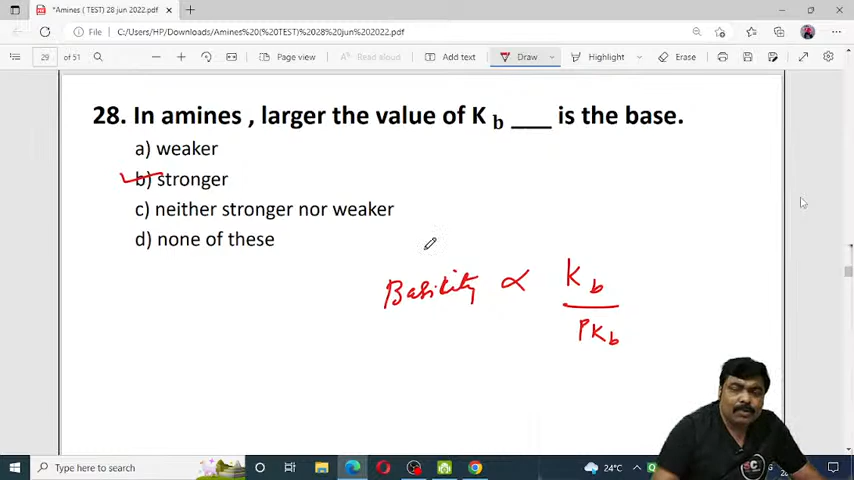 *Amines ( TEST) 28 jun 2022.pdf
File | C:/Users/HP/Downloads/Amines%20(%20TEST)%2028%20jun%202022.pdf
29 of 51 Page view Read aloud Add text Draw Highlight Erase
28. In amines , larger the value of K b ___ is the base.
a) weaker
b) stronger
c) neither stronger nor weaker
d) none of these
Basikity ∝ Kb
PKb
Type here to search 24°C